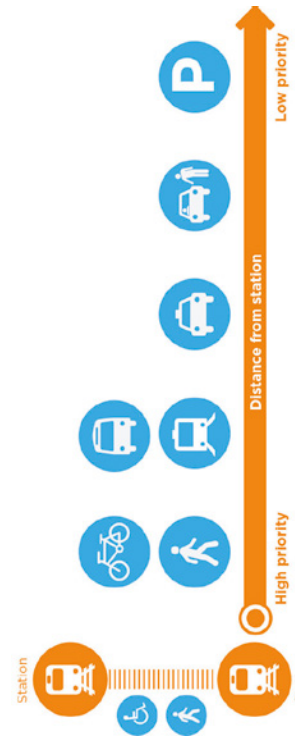 Station
High priority
Distance from station
Low priority
P